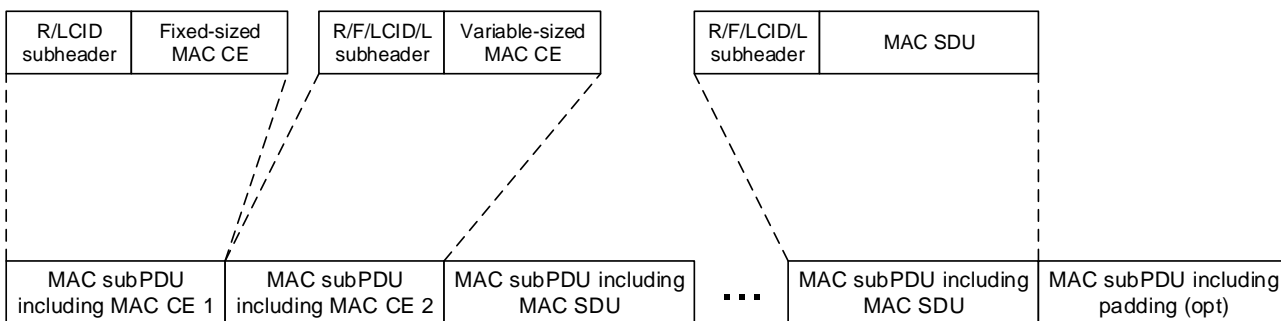 R/LCID
subheader
Fixed-sized
MAC CE
R/F/LCID/L
subheader
Variable-sized
MAC CE
R/F/LCID/L
subheader
MAC SDU
MAC subPDU
including MAC CE 1
MAC subPDU
including MAC CE 2
MAC subPDU including
MAC SDU
...
MAC subPDU including
MAC SDU
MAC subPDU including
padding (opt)